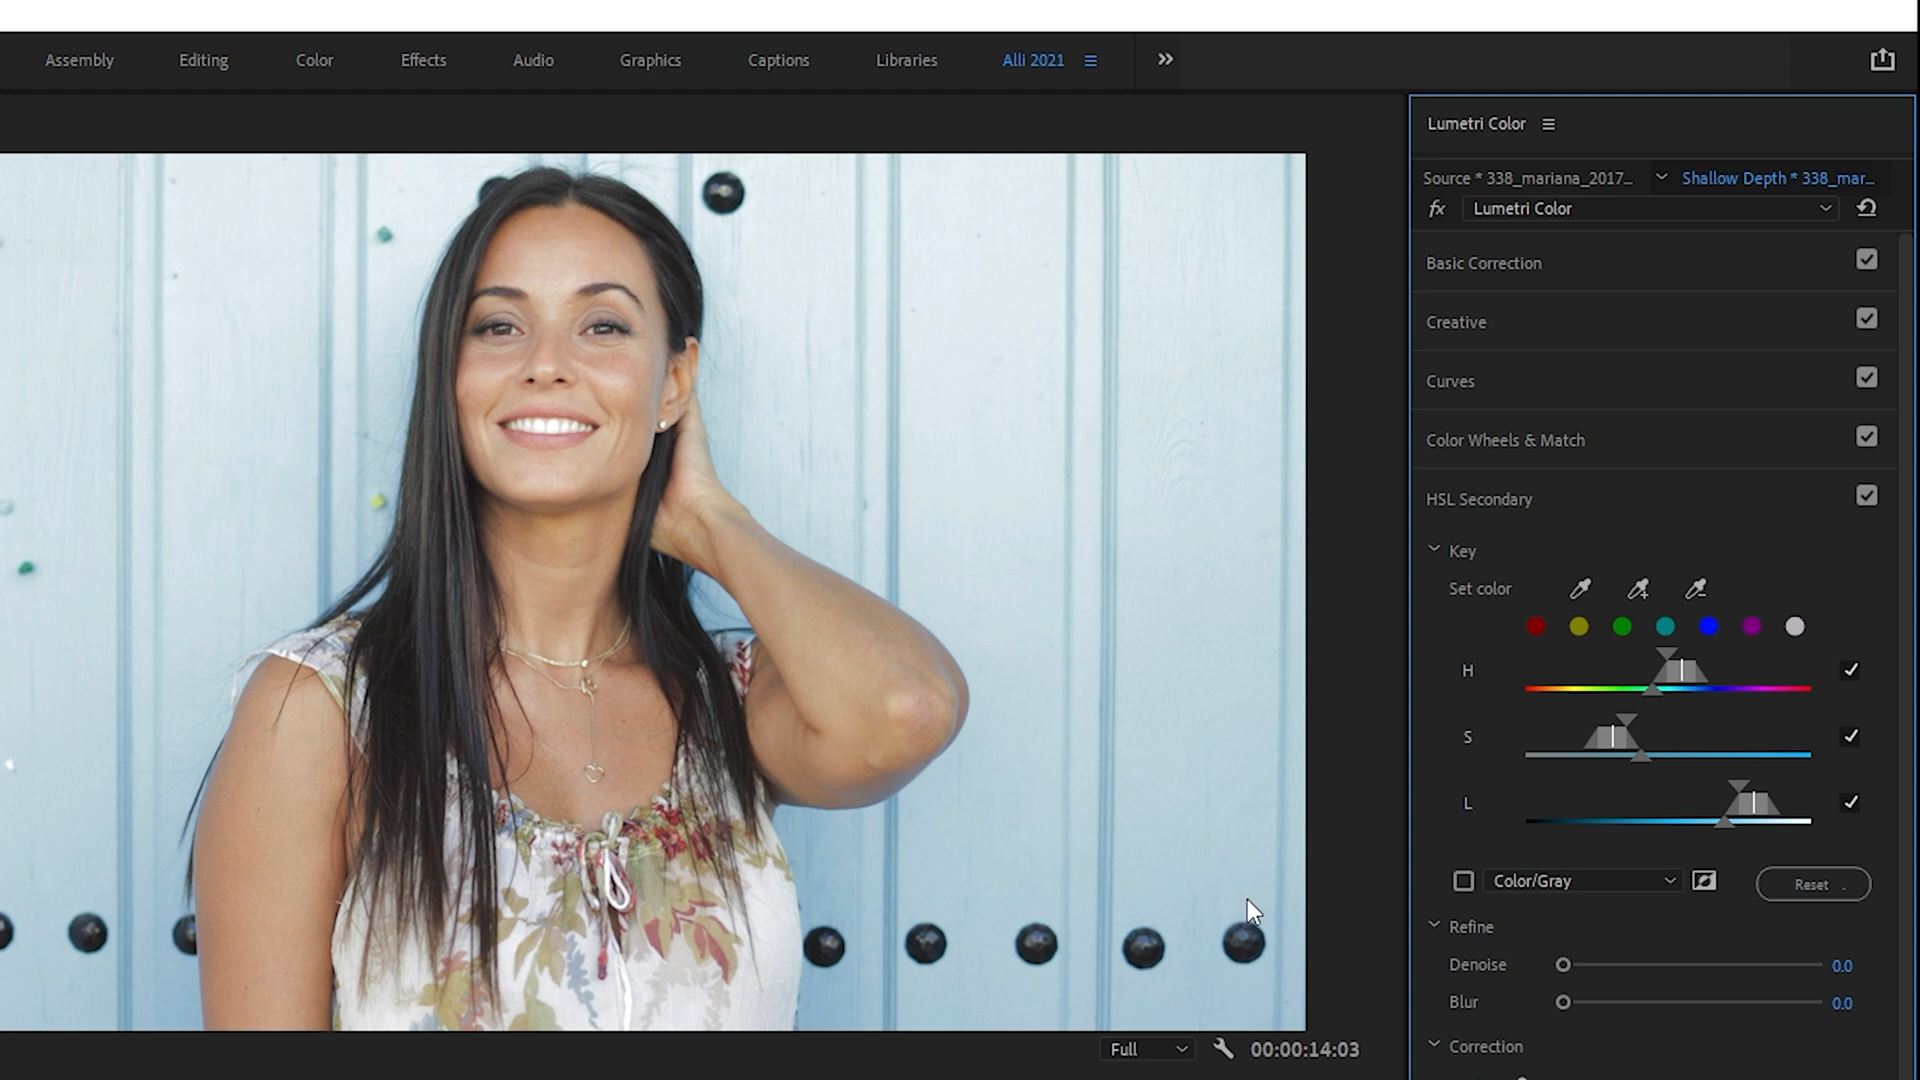 Assembly Editing Color Effects Audio Graphics Captions Libraries Alli 2021
Lumetri Color
Source * 338_mariana_2017... Shallow Depth * 338_mar...
fx Lumetri Color
Basic Correction
Creative
Curves
Color Wheels & Match
HSL Secondary
Key
Set color
H
S
L
Color/Gray Reset
Refine
Denoise 0.0
Blur 0.0
Correction
Full 00:00:14:03